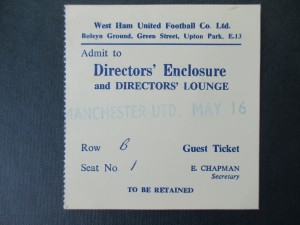 West Ham United Football Co. Ltd.
Boleyn Ground, Green Street, Upton Park, E.13
Admit to
Directors' Enclosure
and DIRECTORS' LOUNGE
MANCHESTER UTD. MAY 16
Row 6 Guest Ticket
Seat No 1 E. CHAPMAN
Secretary
TO BE RETAINED